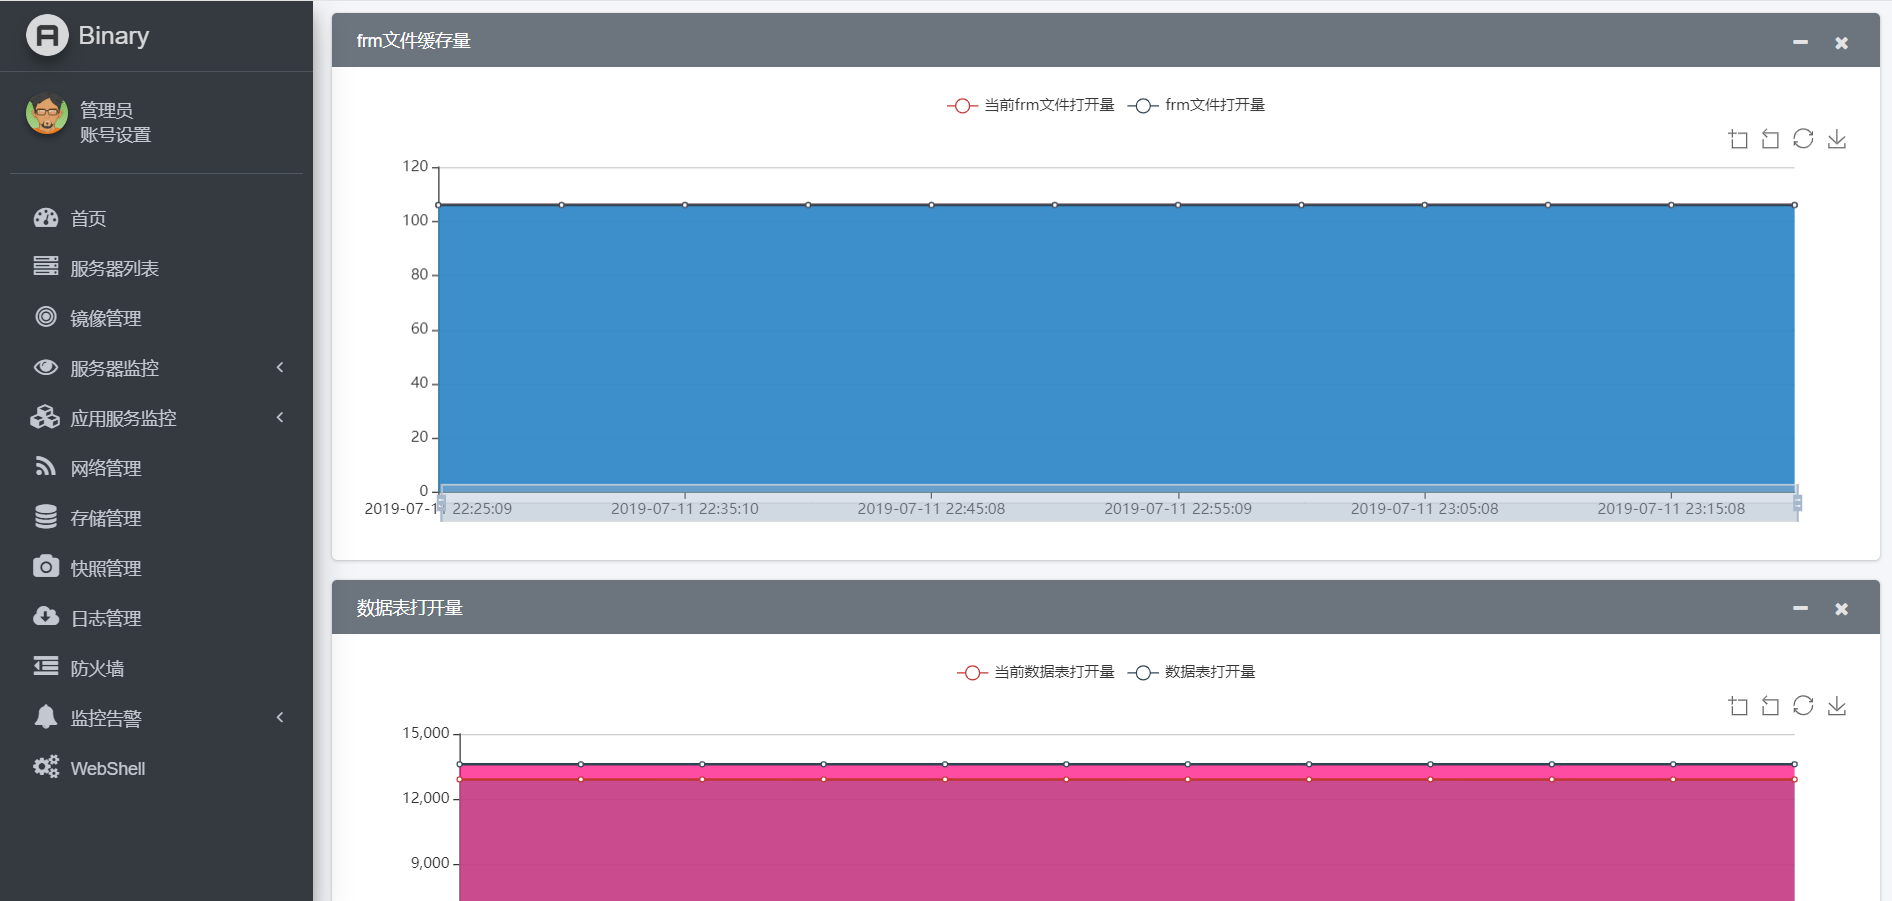 Binary
管理员
账号设置
首页
服务器列表
镜像管理
服务器监控
应用服务监控
网络管理
存储管理
快照管理
日志管理
防火墙
监控告警
WebShell
frm文件缓存量
当前frm文件打开量 frm文件打开量
120
100
80
60
40
20
0
2019-07-1 22:25:09 2019-07-11 22:35:10 2019-07-11 22:45:08 2019-07-11 22:55:09 2019-07-11 23:05:08 2019-07-11 23:15:08
数据表打开量
当前数据表打开量 数据表打开量
15,000
12,000
9,000